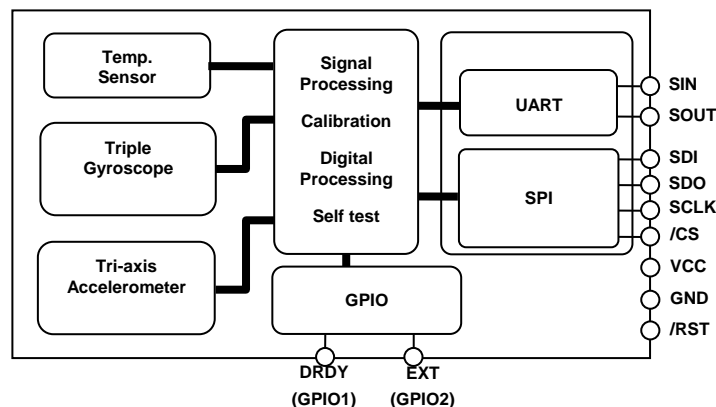 Temp.
Sensor
Triple
Gyroscope
Tri-axis
Accelerometer
Signal
Processing
Calibration
Digital
Processing
Self test
GPIO
UART
SPI
SIN
SOUT
SDI
SDO
SCLK
/CS
VCC
GND
/RST
DRDY
(GPIO1)
EXT
(GPIO2)